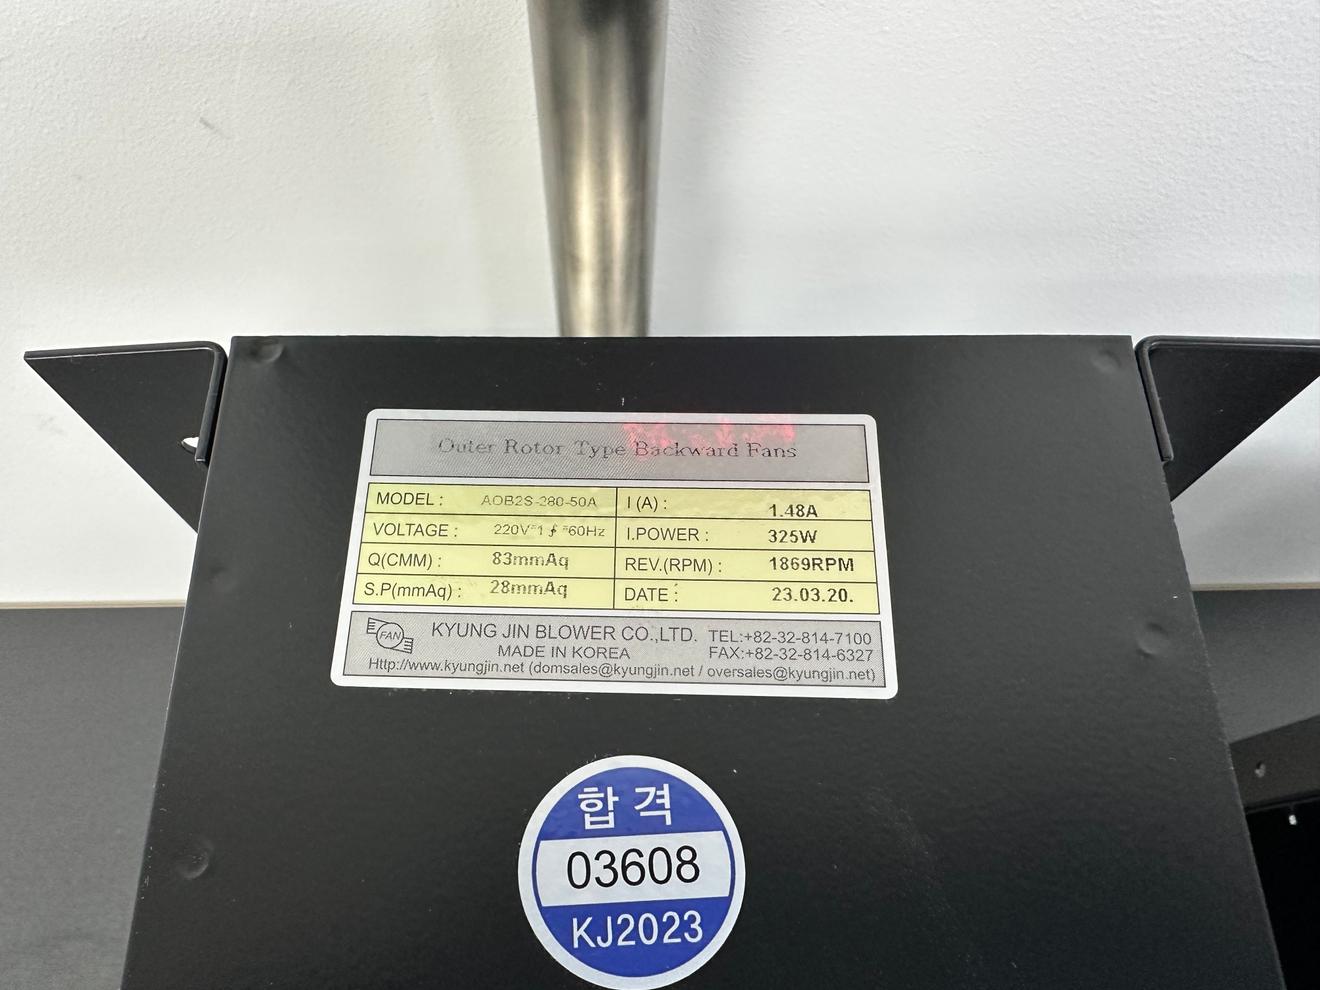 Outer Rotor Type Backward Fans
MODEL : AOB2S-280-50A I (A) : 1.48A
VOLTAGE : 220V~1 ∮ ~60Hz I.POWER : 325W
Q(CMM) : 83mmAq REV.(RPM) : 1869RPM
S.P(mmAq) : 28mmAq DATE : 23.03.20.
FAN KYUNG JIN BLOWER CO.,LTD. TEL:+82-32-814-7100
MADE IN KOREA FAX:+82-32-814-6327
Http://www.kyungjin.net (domsales@kyungjin.net / oversales@kyungjin.net)
합격
03608
KJ2023